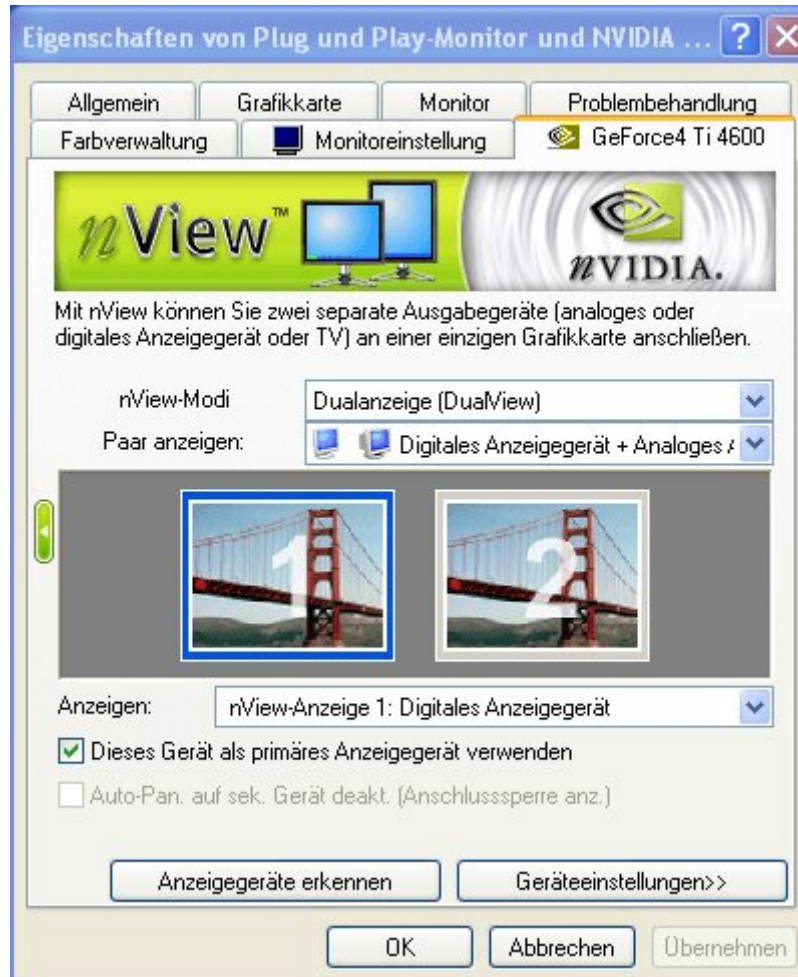 Eigenschaften von Plug und Play-Monitor und NVIDIA ...
Allgemein
Grafikkarte
Monitor
Problembehandlung
Farbverwaltung
Monitoreinstellung
GeForce4 Ti 4600
nView™
nVIDIA.
Mit nView können Sie zwei separate Ausgabegeräte (analoges oder
digitales Anzeigegerät oder TV) an einer einzigen Grafikkarte anschließen.
nView-Modi
Dualanzeige (DualView)
Paar anzeigen:
Digitales Anzeigegerät + Analoges A
1
2
Anzeigen:
nView-Anzeige 1: Digitales Anzeigegerät
Dieses Gerät als primäres Anzeigegerät verwenden
Auto-Pan. auf sek. Gerät deakt. (Anschlusssperre anz.)
Anzeigegeräte erkennen
Geräteeinstellungen>>
OK
Abbrechen
Übernehmen